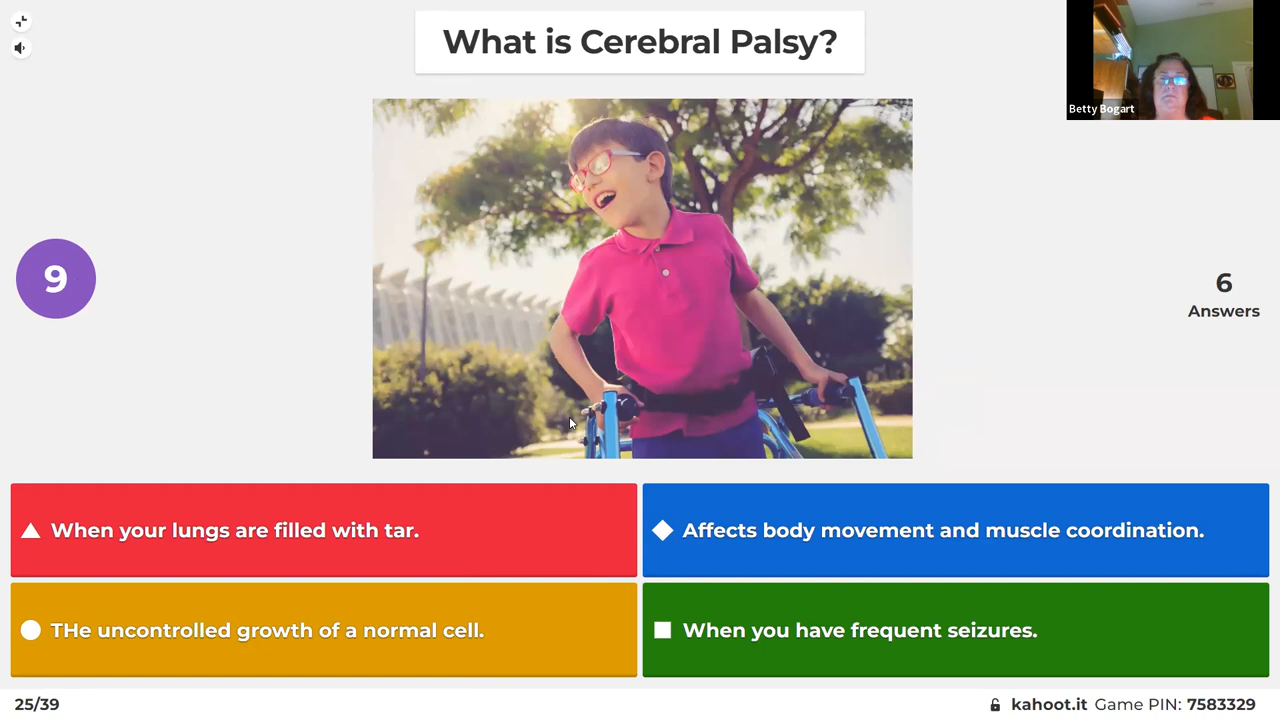 What is Cerebral Palsy?
Betty Bogart
9
6
Answers
When your lungs are filled with tar.
Affects body movement and muscle coordination.
THe uncontrolled growth of a normal cell.
When you have frequent seizures.
25/39
kahoot.it Game PIN: 7583329